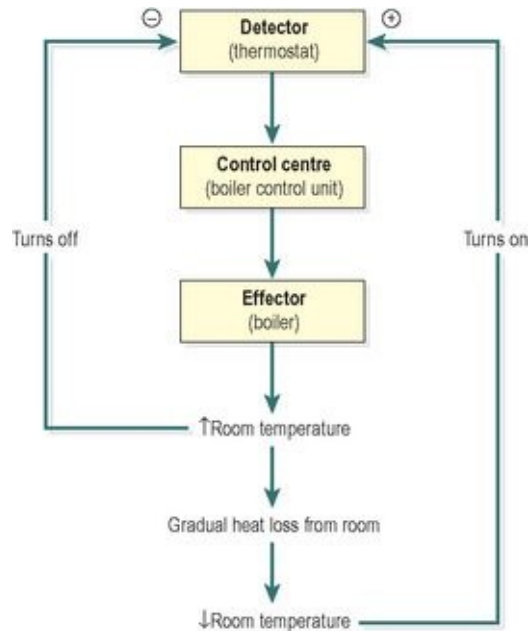 ⊖
⊕
Detector
(thermostat)
Control centre
(boiler control unit)
Turns off
Turns on
Effector
(boiler)
↑Room temperature
Gradual heat loss from room
↓Room temperature